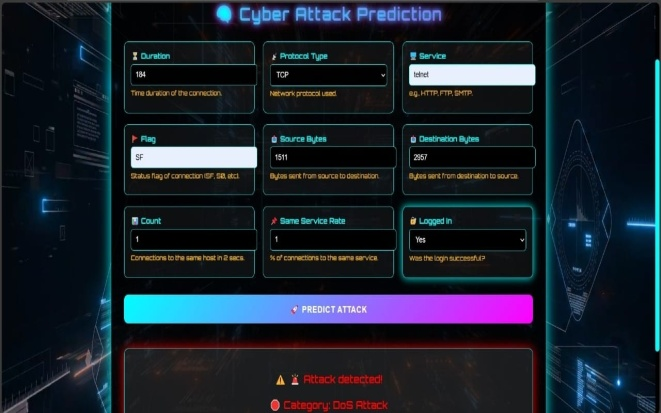 Cyber Attack Prediction
Duration
184
Time duration of the connection.
Protocol Type
TCP
Network protocol used.
Service
telnet
e.g., HTTP, FTP, SMTP.
Flag
SF
Status flag of connection (SF, S0, etc).
Source Bytes
1511
Bytes sent from source to destination.
Destination Bytes
2957
Bytes sent from destination to source.
Count
1
Connections to the same host in 2 secs.
Same Service Rate
1
% of connections to the same service.
Logged In
Yes
Was the login successful?
PREDICT ATTACK
Attack detected!
Category: DoS Attack